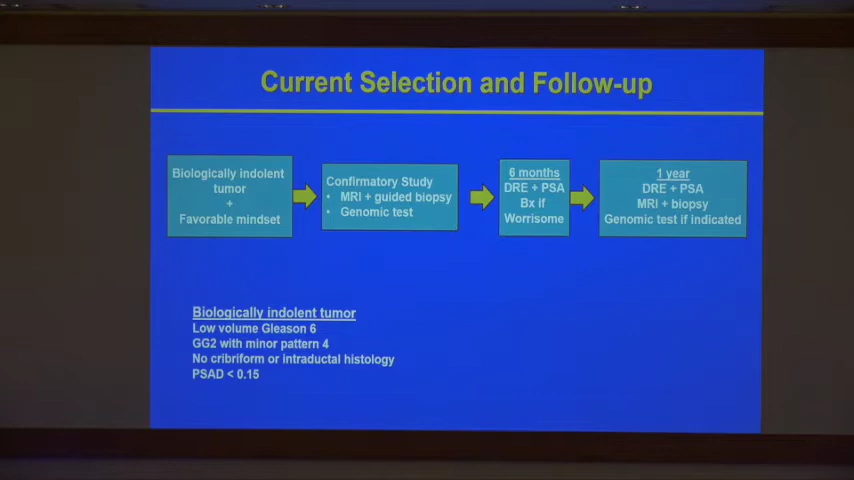 Current Selection and Follow-up
Biologically indolent
tumor
+
Favorable mindset
Confirmatory Study
• MRI + guided biopsy
• Genomic test
6 months
DRE + PSA
Bx if
Worrisome
1 year
DRE + PSA
MRI + biopsy
Genomic test if indicated
Biologically indolent tumor
Low volume Gleason 6
GG2 with minor pattern 4
No cribriform or intraductal histology
PSAD < 0.15